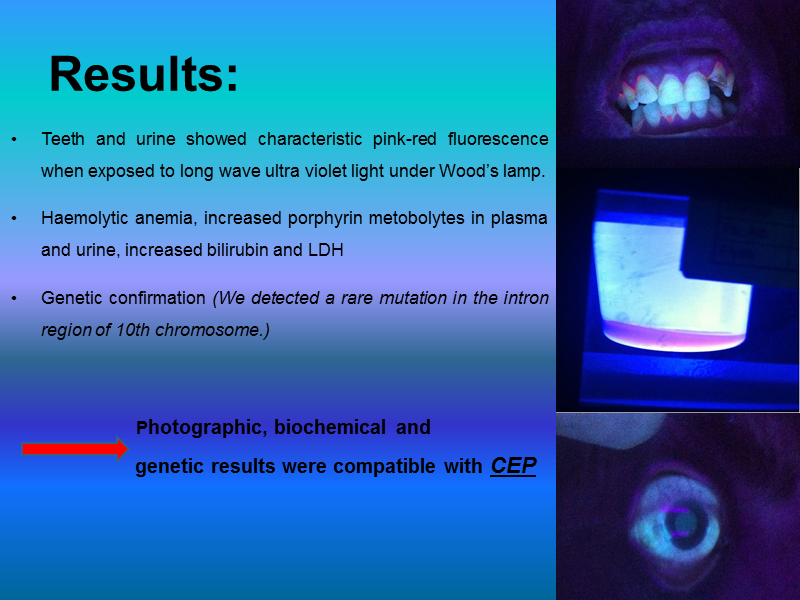 Results:
• Teeth and urine showed characteristic pink-red fluorescence
when exposed to long wave ultra violet light under Wood’s lamp.
• Haemolytic anemia, increased porphyrin metobolytes in plasma
and urine, increased bilirubin and LDH
• Genetic confirmation (We detected a rare mutation in the intron
region of 10th chromosome.)
Photographic, biochemical and
genetic results were compatible with CEP